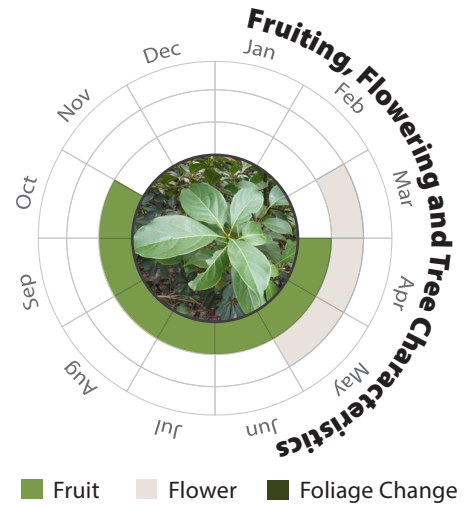 Fruiting, Flowering and Tree Characteristics
Jan
Feb
Mar
Apr
May
Jun
Jul
Aug
Sep
Oct
Nov
Dec
Fruit
Flower
Foliage Change